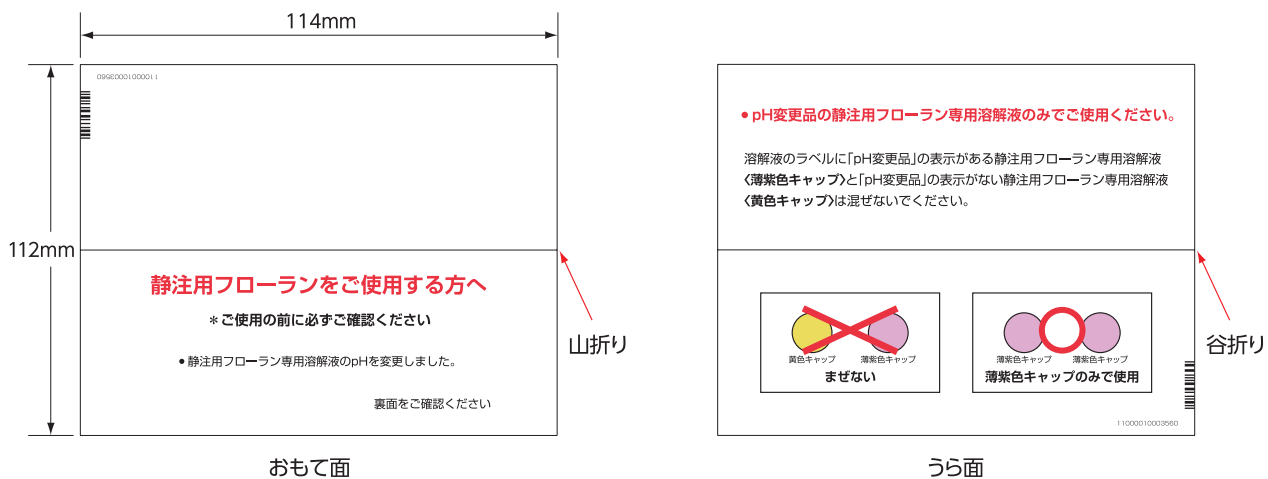 114mm
11000010003560
112mm
静注用フローランをご使用する方へ
＊ご使用の前に必ずご確認ください
● 静注用フローラン専用溶解液のpHを変更しました。
裏面をご確認ください
山折り
おもて面
● pH変更品の静注用フローラン専用溶解液のみでご使用ください。
溶解液のラベルに「pH変更品」の表示がある静注用フローラン専用溶解液
〈薄紫色キャップ〉と「pH変更品」の表示がない静注用フローラン専用溶解液
〈黄色キャップ〉は混ぜないでください。
黄色キャップ 薄紫色キャップ
まぜない
薄紫色キャップ 薄紫色キャップ
薄紫色キャップのみで使用
11000010003560
谷折り
うら面